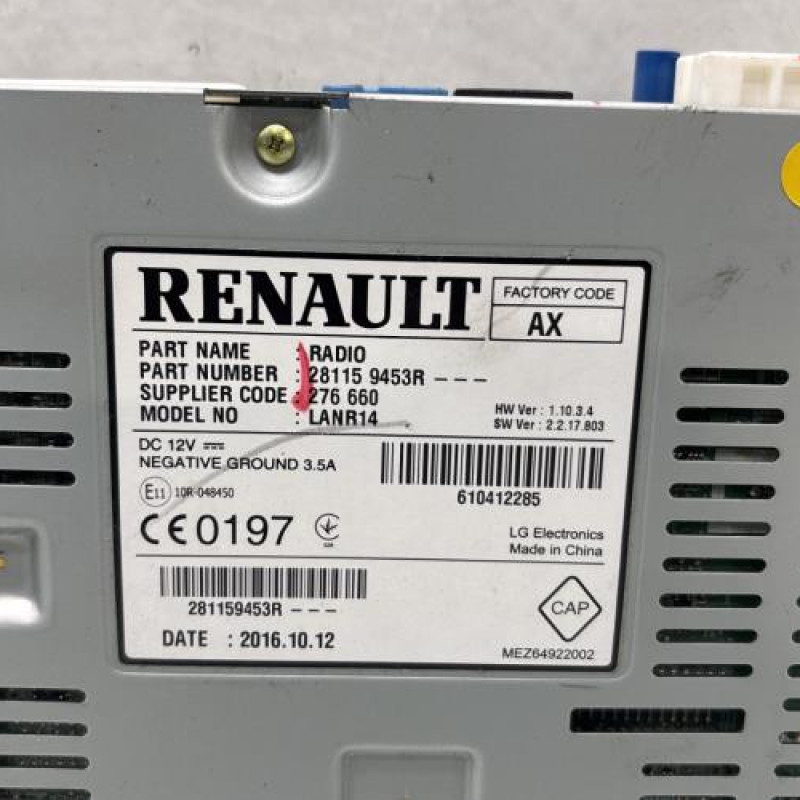 RENAULT
FACTORY CODE
AX
PART NAME : RADIO
PART NUMBER : 28115 9453R - - -
SUPPLIER CODE : 276 660
MODEL NO : LANR14
HW Ver : 1.10.3.4
SW Ver : 2.2.17.803
DC 12V
NEGATIVE GROUND 3.5A
610412285
E11 10R-048450
CE0197
LG Electronics
Made in China
281159453R - - -
CAP
DATE : 2016.10.12
MEZ64922002